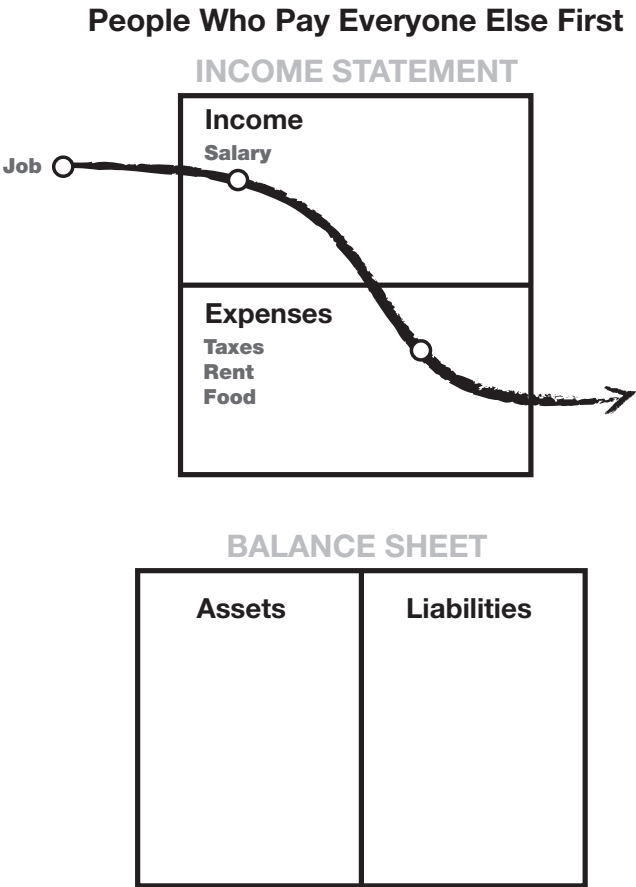 People Who Pay Everyone Else First
INCOME STATEMENT
Income
Salary
Job
Expenses
Taxes
Rent
Food
BALANCE SHEET
Assets
Liabilities